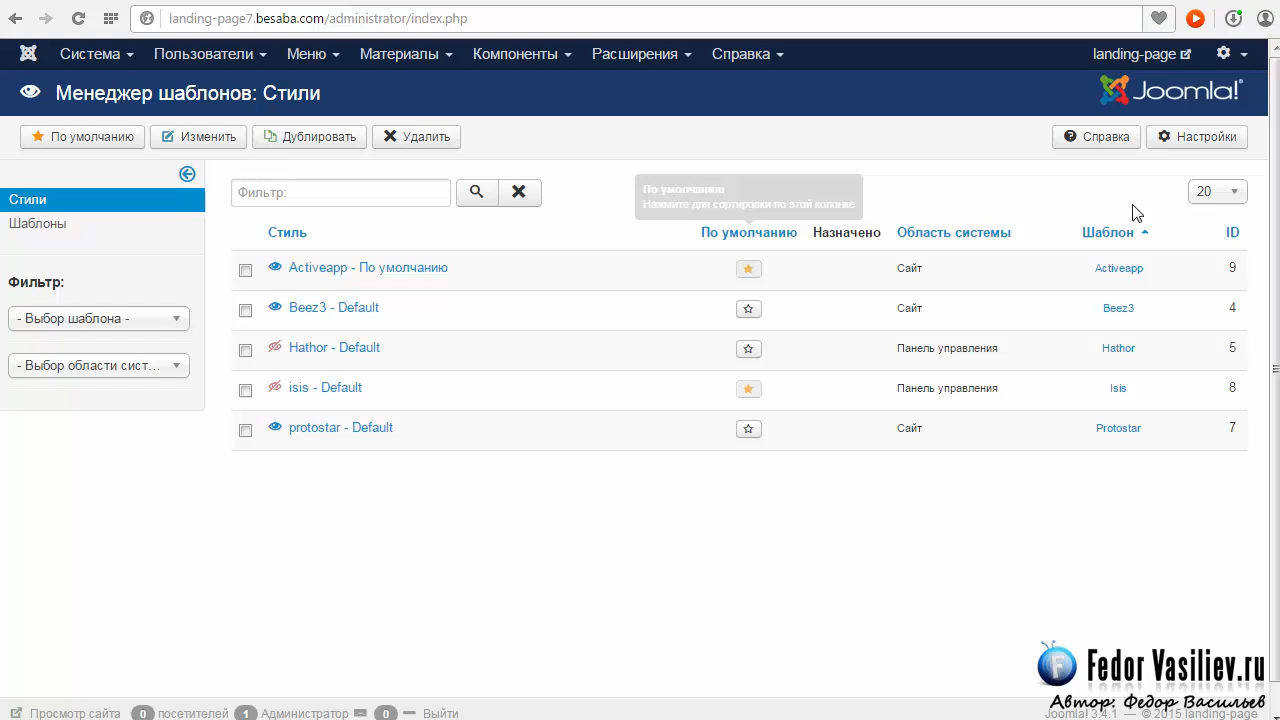 landing-page7.besaba.com/administrator/index.php
Система Пользователи Меню Материалы Компоненты Расширения Справка landing-page
Менеджер шаблонов: Стили Joomla!
По умолчанию Изменить Дублировать Удалить Справка Настройки
Стили
Шаблоны
Фильтр:
- Выбор шаблона -
- Выбор области сист...
Фильтр: 20
По умолчанию
Нажмите для сортировки по этой колонке
Стиль По умолчанию Назначено Область системы Шаблон ID
Activeapp - По умолчанию Сайт Activeapp 9
Beez3 - Default Сайт Beez3 4
Hathor - Default Панель управления Hathor 5
isis - Default Панель управления Isis 8
protostar - Default Сайт Protostar 7
F Fedor Vasiliev.ru
Автор: Федор Васильев
Просмотр сайта 0 посетителей 1 Администратор 0 Выйти Joomla! 3.4.1 — © 2015 landing-page